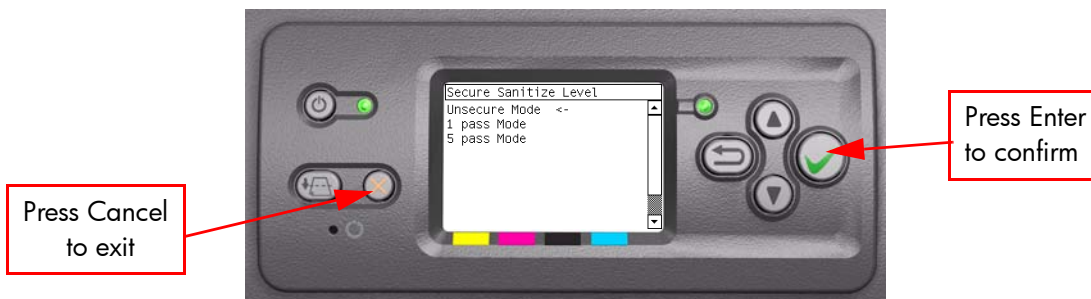 Secure Sanitize Level
Unsecure Mode <-
1 pass Mode
5 pass Mode
Press Enter
to confirm
Press Cancel
to exit